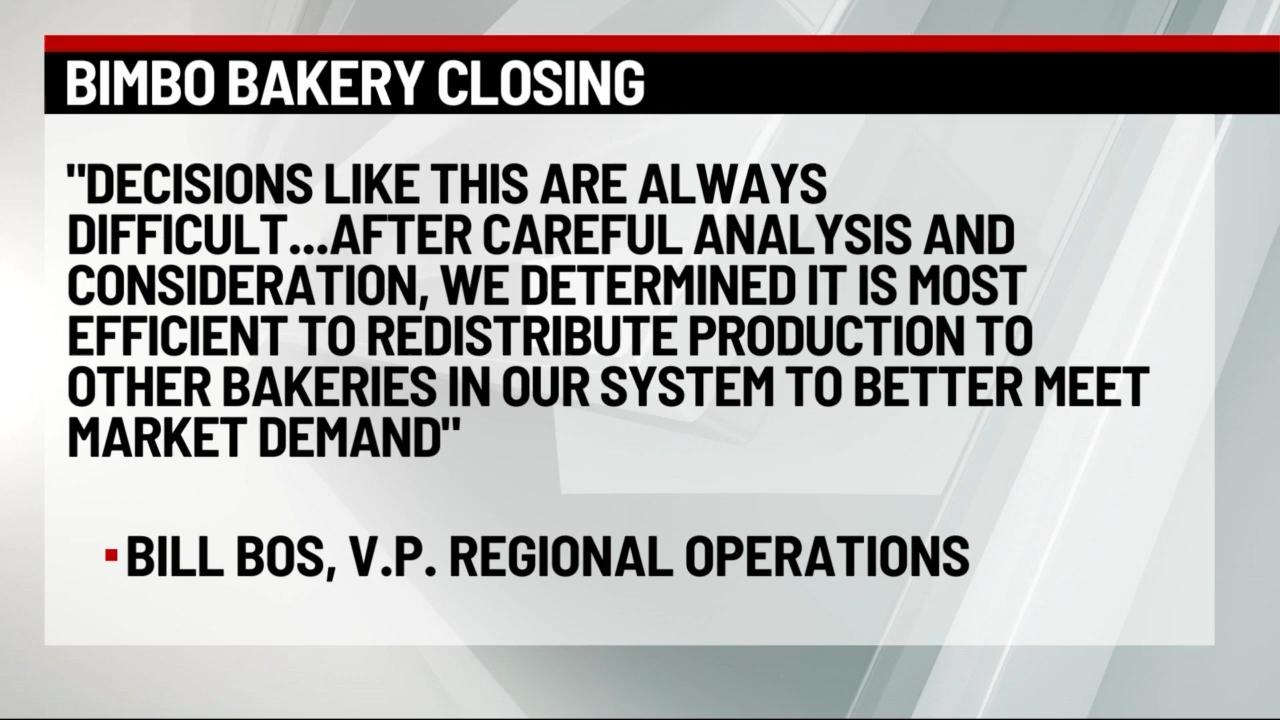 BIMBO BAKERY CLOSING
"DECISIONS LIKE THIS ARE ALWAYS
DIFFICULT...AFTER CAREFUL ANALYSIS AND
CONSIDERATION, WE DETERMINED IT IS MOST
EFFICIENT TO REDISTRIBUTE PRODUCTION TO
OTHER BAKERIES IN OUR SYSTEM TO BETTER MEET
MARKET DEMAND"
▪ BILL BOS, V.P. REGIONAL OPERATIONS